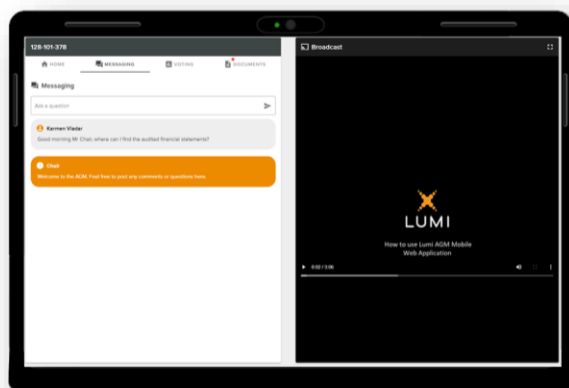 128-101-378
HOME
MESSAGING
VOTING
DOCUMENTS
Messaging
Ask a question
Karmen Vlader
Good morning Mr Chair, where can I find the audited financial statements?
Chair
Welcome to the AGM. Feel free to post any comments or questions here.
Broadcast
LUMI
How to use Lumi AGM Mobile
Web Application
0:02 / 3:06